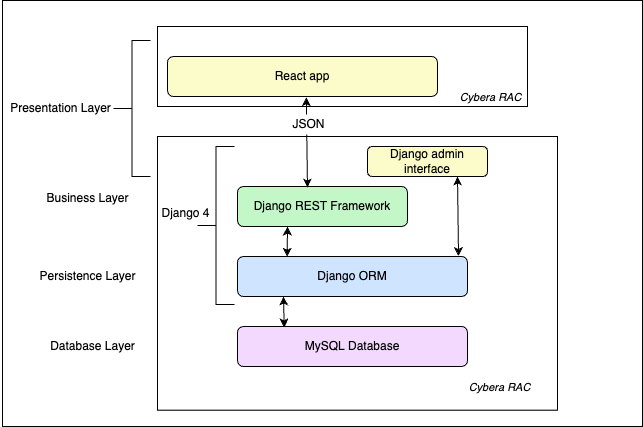 React app
Cybera RAC
Presentation Layer
JSON
Django admin
interface
Business Layer
Django 4
Django REST Framework
Persistence Layer
Django ORM
Database Layer
MySQL Database
Cybera RAC